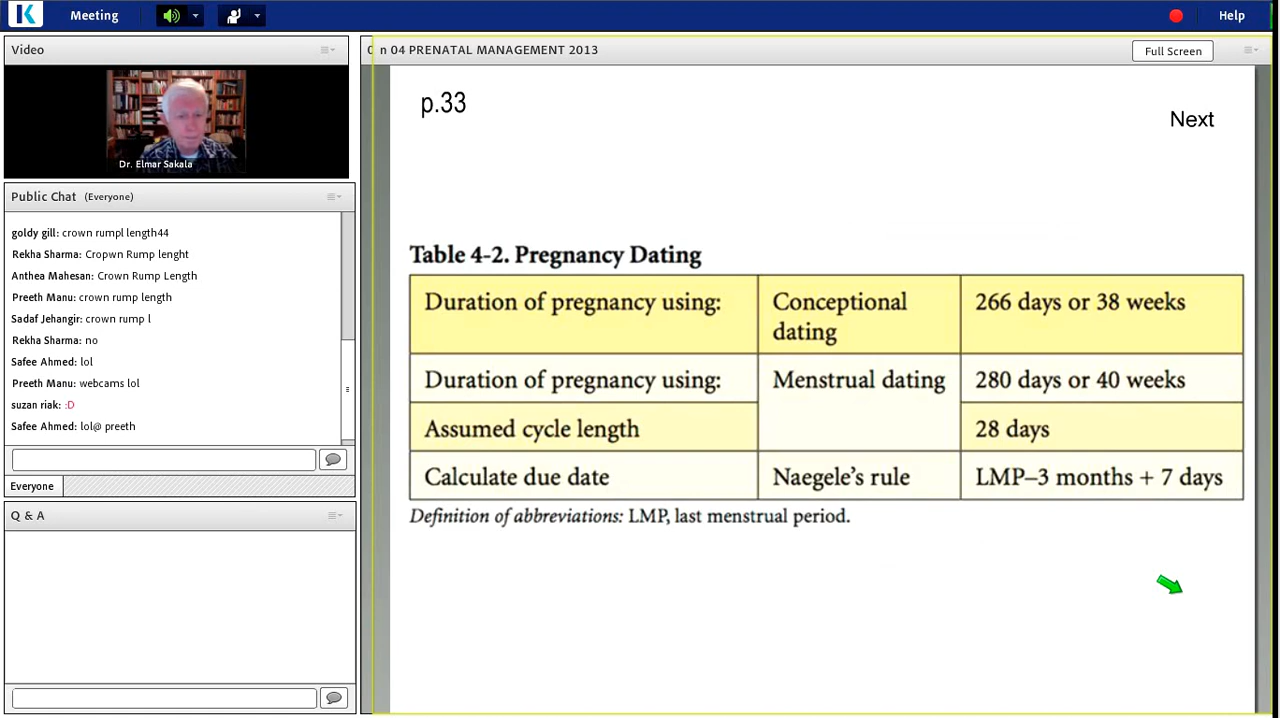 K
Meeting
Help
Video
Dr. Elmar Sakala
Public Chat (Everyone)
goldy gill: crown rumpl length44
Rekha Sharma: Cropwn Rump lenght
Anthea Mahesan: Crown Rump Length
Preeth Manu: crown rump length
Sadaf Jehangir: crown rump l
Rekha Sharma: no
Safee Ahmed: lol
Preeth Manu: webcams lol
suzan riak: :D
Safee Ahmed: lol@ preeth
Everyone
Q & A
n 04 PRENATAL MANAGEMENT 2013
Full Screen
p.33
Next
Table 4-2. Pregnancy Dating
Duration of pregnancy using: Conceptional dating 266 days or 38 weeks
Duration of pregnancy using: Menstrual dating 280 days or 40 weeks
Assumed cycle length 28 days
Calculate due date Naegele’s rule LMP–3 months + 7 days
Definition of abbreviations: LMP, last menstrual period.